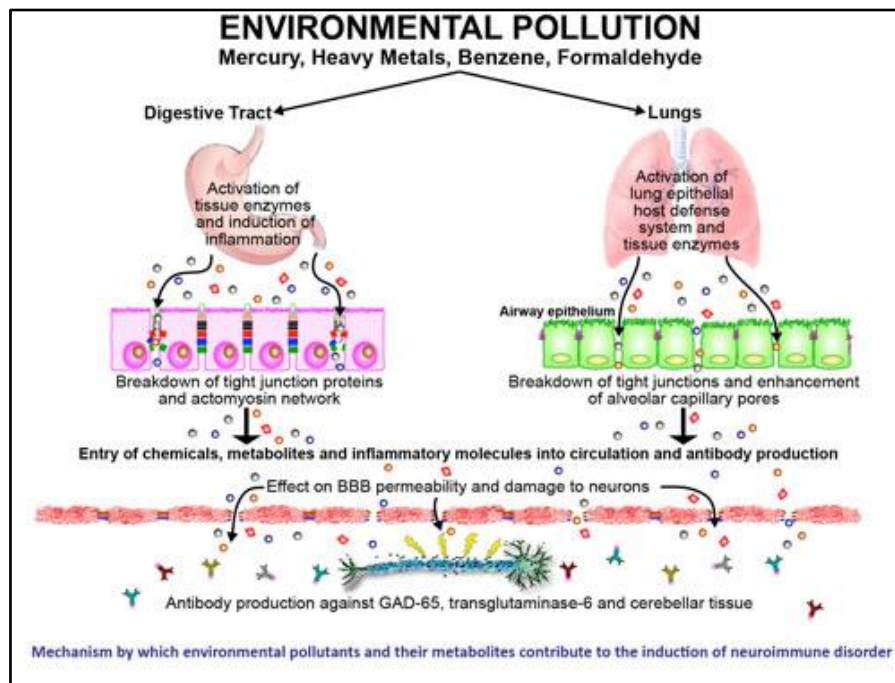 ENVIRONMENTAL POLLUTION
Mercury, Heavy Metals, Benzene, Formaldehyde
Digestive Tract
Lungs
Activation of
tissue enzymes
and induction of
inflammation
Activation of
lung epithelial
host defense
system and
tissue enzymes
Airway epithelium
Breakdown of tight junction proteins
and actomyosin network
Breakdown of tight junctions and enhancement
of alveolar capillary pores
Entry of chemicals, metabolites and inflammatory molecules into circulation and antibody production
Effect on BBB permeability and damage to neurons
Antibody production against GAD-65, transglutaminase-6 and cerebellar tissue
Mechanism by which environmental pollutants and their metabolites contribute to the induction of neuroimmune disorder